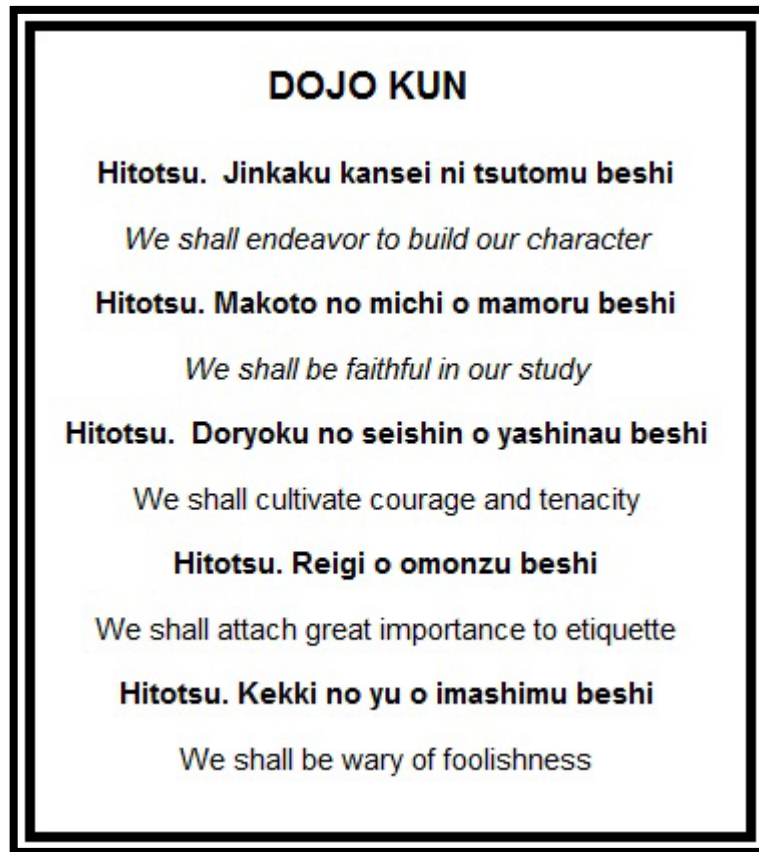 DOJO KUN
Hitotsu.  Jinkaku kansei ni tsutomu beshi
We shall endeavor to build our character
Hitotsu. Makoto no michi o mamoru beshi
We shall be faithful in our study
Hitotsu.  Doryoku no seishin o yashinau beshi
We shall cultivate courage and tenacity
Hitotsu. Reigi o omonzu beshi
We shall attach great importance to etiquette
Hitotsu. Kekki no yu o imashimu beshi
We shall be wary of foolishness